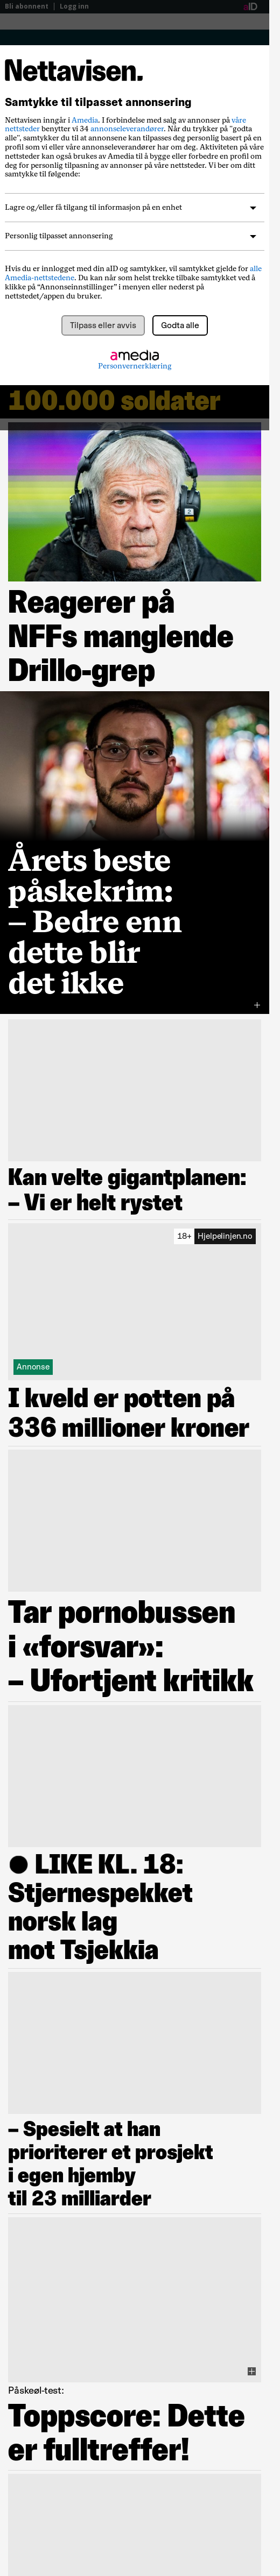 Bli abonnent | Logg inn
aID
Nettavisen.
Samtykke til tilpasset annonsering
Nettavisen inngår i Amedia. I forbindelse med salg av annonser på våre
nettsteder benytter vi 34 annonseleverandører. Når du trykker på "godta
alle", samtykker du til at annonsene kan tilpasses deg personlig basert på en
profil som vi eller våre annonseleverandører har om deg. Aktiviteten på våre
nettsteder kan også brukes av Amedia til å bygge eller forbedre en profil om
deg for personlig tilpasning av annonser på våre nettsteder. Vi ber om ditt
samtykke til følgende:
Lagre og/eller få tilgang til informasjon på en enhet
Personlig tilpasset annonsering
Hvis du er innlogget med din aID og samtykker, vil samtykket gjelde for alle
Amedia-nettstedene. Du kan når som helst trekke tilbake samtykket ved å
klikke på “Annonseinnstillinger” i menyen eller nederst på
nettstedet/appen du bruker.
Tilpass eller avvis
Godta alle
amedia
Personvernerklæring
100.000 soldater
Reagerer på
NFFs manglende
Drillo-grep
Årets beste
påskekrim:
– Bedre enn
dette blir
det ikke
Kan velte gigantplanen:
– Vi er helt rystet
18+ Hjelpelinjen.no
Annonse
I kveld er potten på
336 millioner kroner
Tar pornobussen
i «forsvar»:
– Ufortjent kritikk
● LIKE KL. 18:
Stjernespekket
norsk lag
mot Tsjekkia
– Spesielt at han
prioriterer et prosjekt
i egen hjemby
til 23 milliarder
Påskeøl-test:
Toppscore: Dette
er fulltreffer!